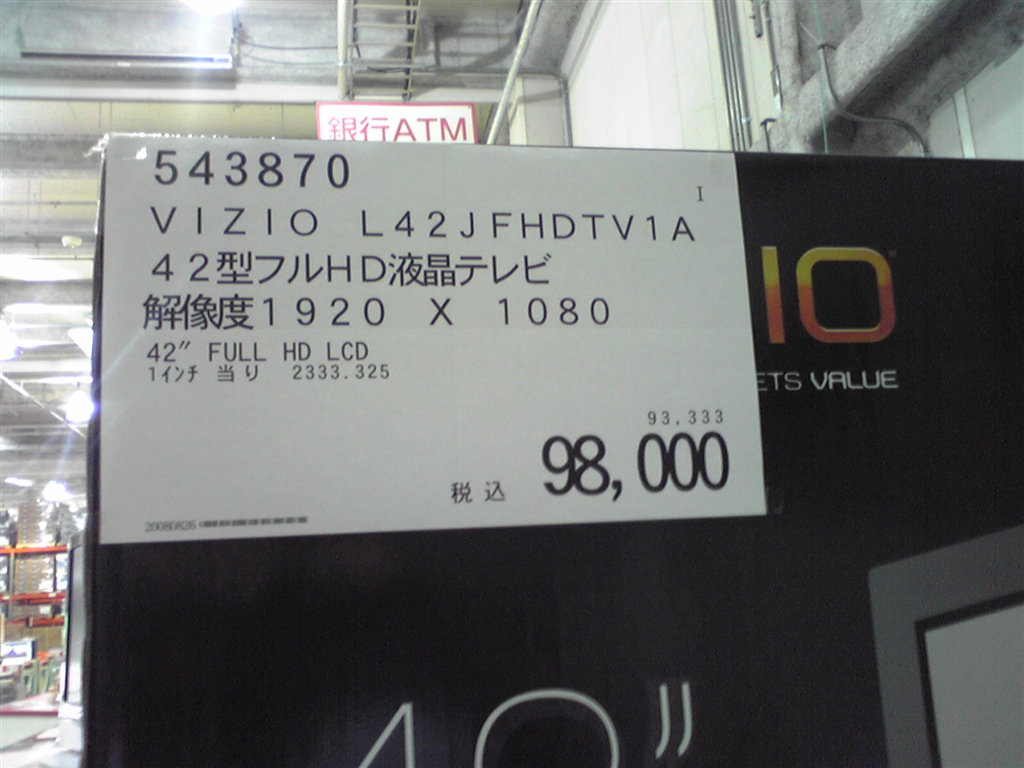 銀行ATM
543870
I
VIZIO L42JFHDTV1A
42型フルHD液晶テレビ
解像度1920 X 1080
42" FULL HD LCD
1インチ 当り 2333.325
93,333
税込 98,000
20080826
IO
ETS VALUE
42"